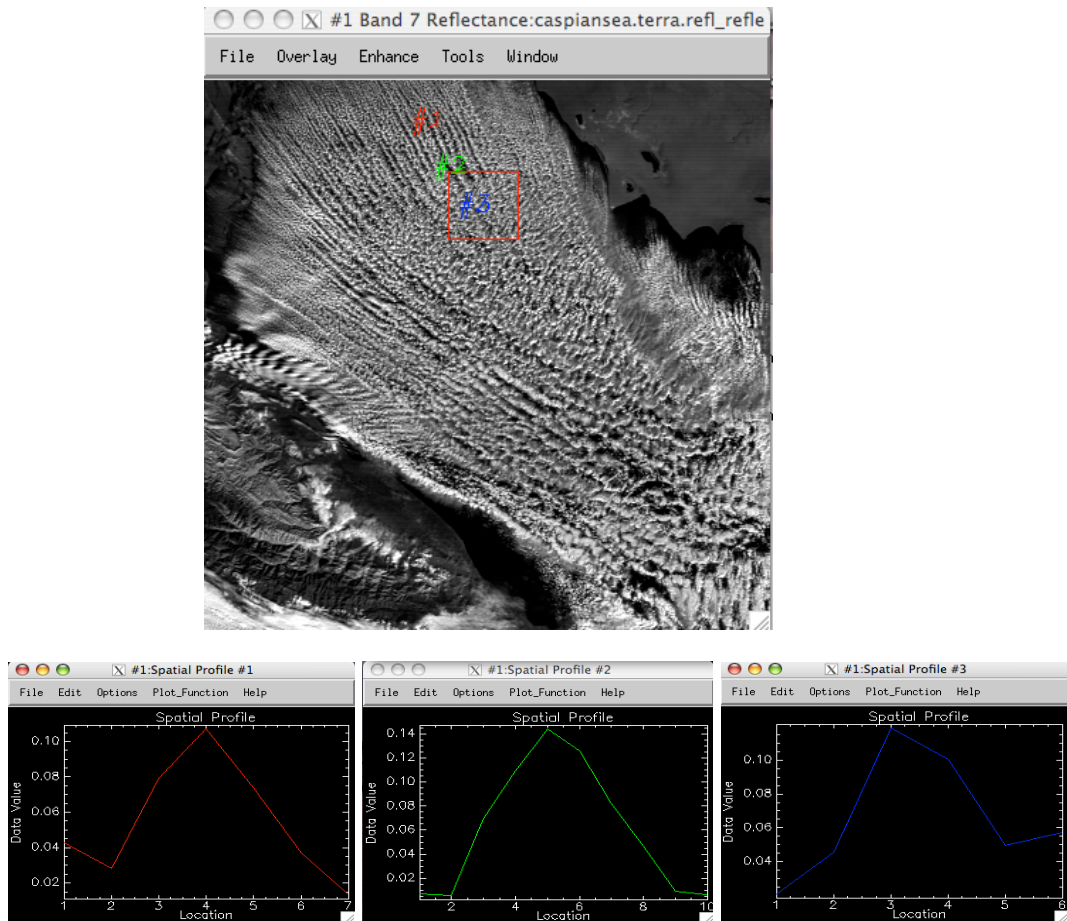 #1 Band 7 Reflectance:caspiansea.terra.refl_refle
File Overlay Enhance Tools Window
#1
#2
#3
#1:Spatial Profile #1
File Edit Options Plot_Function Help
Spatial Profile
Data Value
0.10
0.08
0.06
0.04
0.02
1 2 3 4 5 6 7
Location
#1:Spatial Profile #2
File Edit Options Plot_Function Help
Spatial Profile
Data Value
0.14
0.12
0.10
0.08
0.06
0.04
0.02
2 4 6 8 10
Location
#1:Spatial Profile #3
File Edit Options Plot_Function Help
Spatial Profile
Data Value
0.10
0.08
0.06
0.04
1 2 3 4 5 6
Location